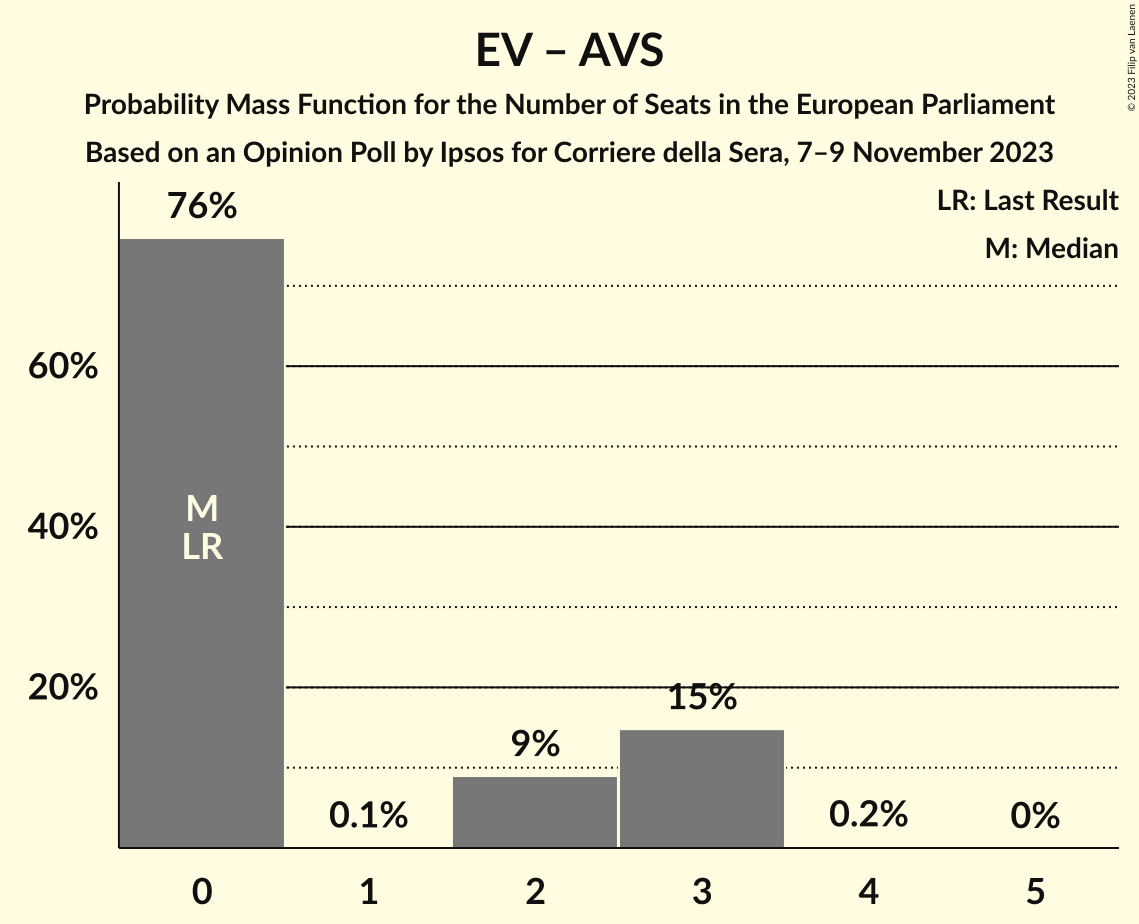 EV – AVS
Probability Mass Function for the Number of Seats in the European Parliament
Based on an Opinion Poll by Ipsos for Corriere della Sera, 7–9 November 2023
© 2023 Filip van Laenen
LR: Last Result
M: Median
76%
60%
40%
20%
M
LR
0.1%
9%
15%
0.2%
0%
0 1 2 3 4 5